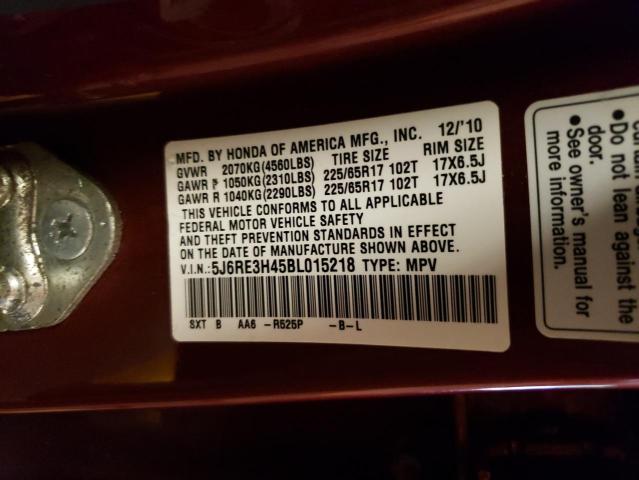 MFD. BY HONDA OF AMERICA MFG., INC. 12/'10
GVWR 2070KG(4560LBS) TIRE SIZE RIM SIZE
GAWR F 1050KG(2310LBS) 225/65R17 102T 17X6.5J
GAWR R 1040KG(2290LBS) 225/65R17 102T 17X6.5J
THIS VEHICLE CONFORMS TO ALL APPLICABLE
FEDERAL MOTOR VEHICLE SAFETY
AND THEFT PREVENTION STANDARDS IN EFFECT
ON THE DATE OF MANUFACTURE SHOWN ABOVE.
V.I.N.: 5J6RE3H45BL015218 TYPE: MPV
SXT B AA6 -R525P -B-L
•Do not lean against the
door.
•See owner's manual for
more